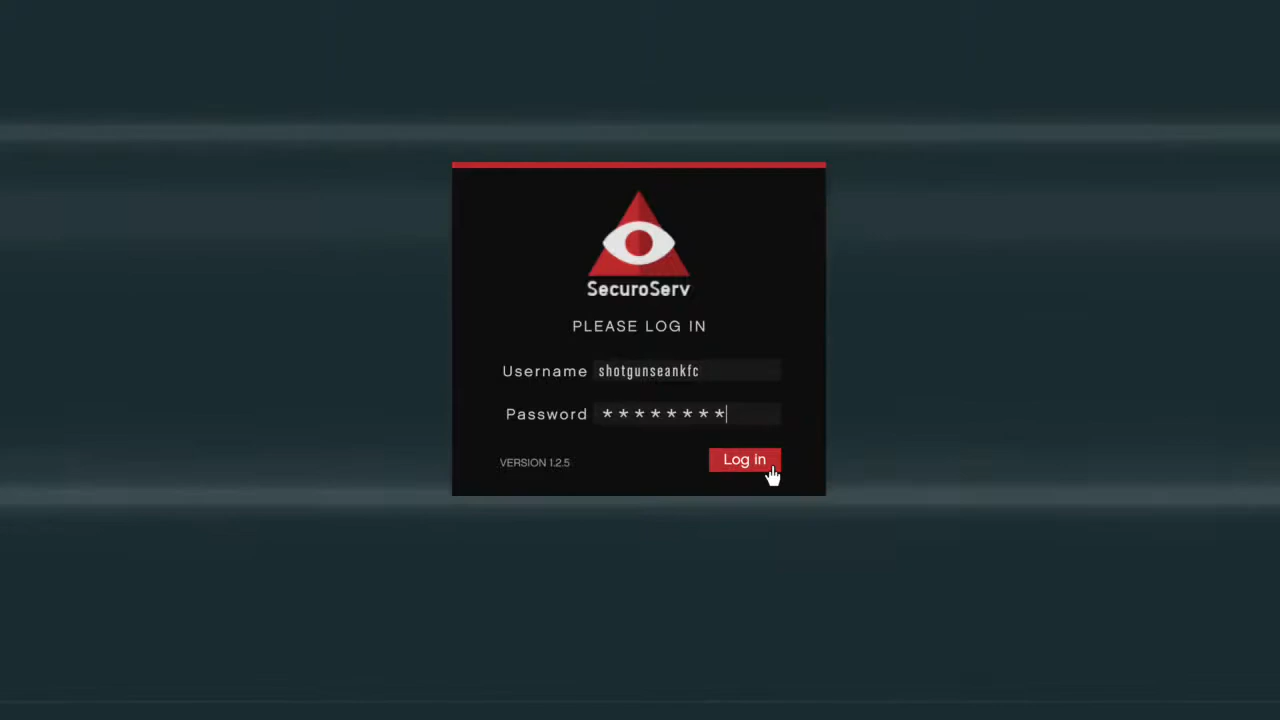 SecuroServ
PLEASE LOG IN
Username shotgunseankfc
Password ********
VERSION 1.2.5 Log in